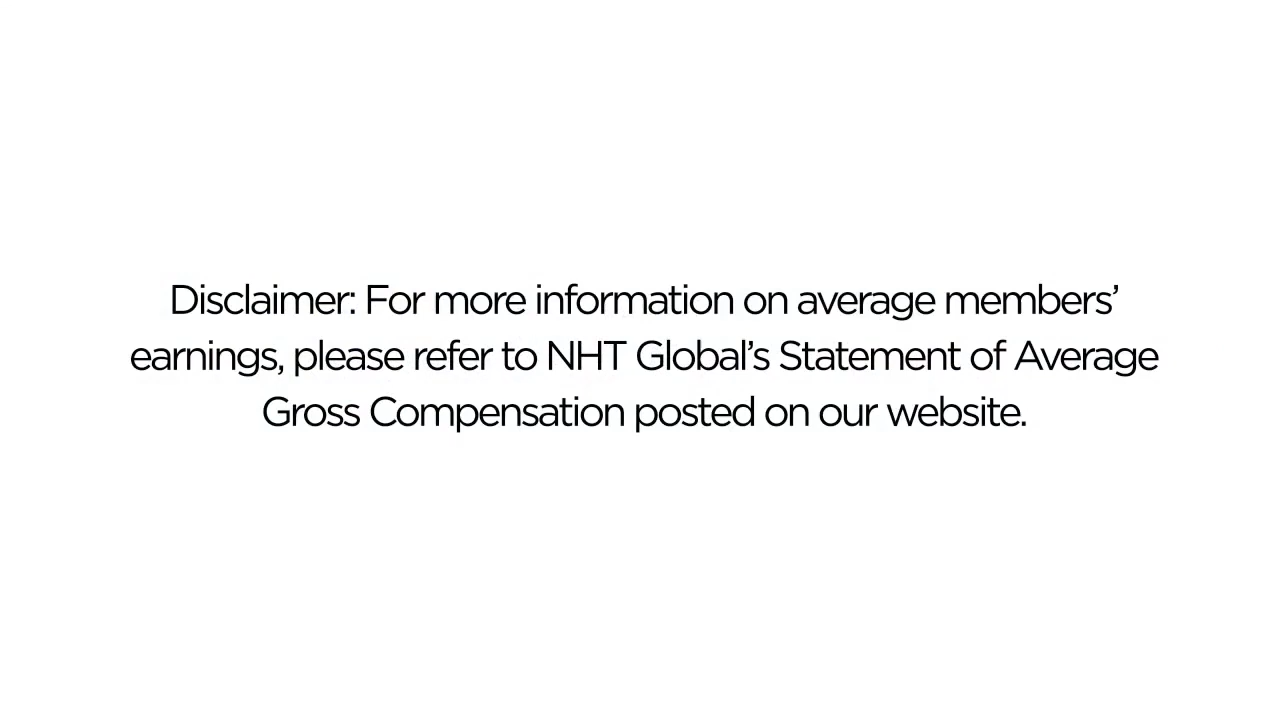 Disclaimer: For more information on average members’
earnings, please refer to NHT Global’s Statement of Average
Gross Compensation posted on our website.